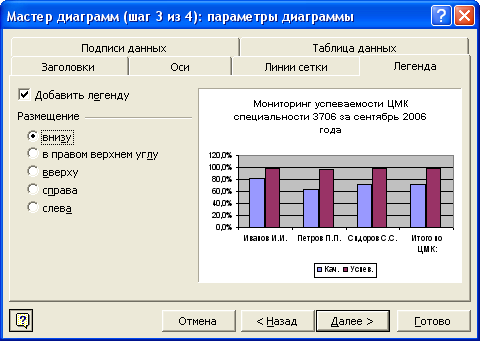 Мастер диаграмм (шаг 3 из 4): параметры диаграммы
Подписи данных
Таблица данных
Заголовки
Оси
Линии сетки
Легенда
Добавить легенду
Размещение
внизу
в правом верхнем углу
вверху
справа
слева
Мониторинг успеваемости ЦМК
специальности 3706 за сентябрь 2006
года
120,0%
100,0%
80,0%
60,0%
40,0%
20,0%
0,0%
Иванов И.И.
Петров П.П.
Сидоров С.С.
Итого по
ЦМК:
Кач.
Успев.
Отмена
< Назад
Далее >
Готово